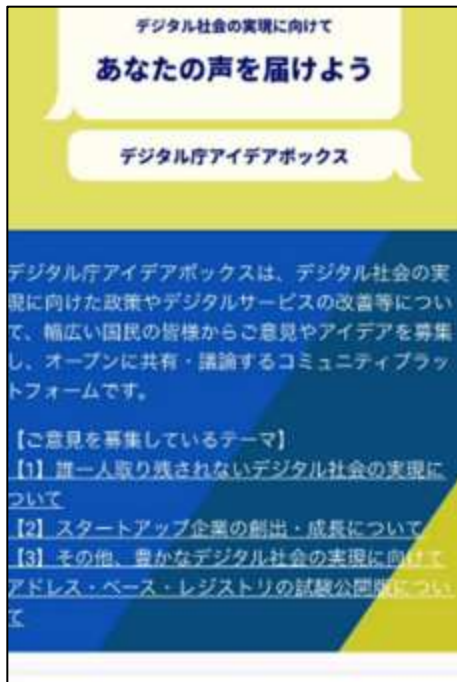 デジタル社会の実現に向けて
あなたの声を届けよう
デジタル庁アイデアボックス
デジタル庁アイデアボックスは、デジタル社会の実
現に向けた政策やデジタルサービスの改善等につい
て、幅広い国民の皆様からご意見やアイデアを募集
し、オープンに共有・議論するコミュニティプラッ
トフォームです。
【ご意見を募集しているテーマ】
【1】誰一人取り残されないデジタル社会の実現に
ついて
【2】スタートアップ企業の創出・成長について
【3】その他、豊かなデジタル社会の実現に向けて
アドレス・ベース・レジストリの試験公開版につい
て